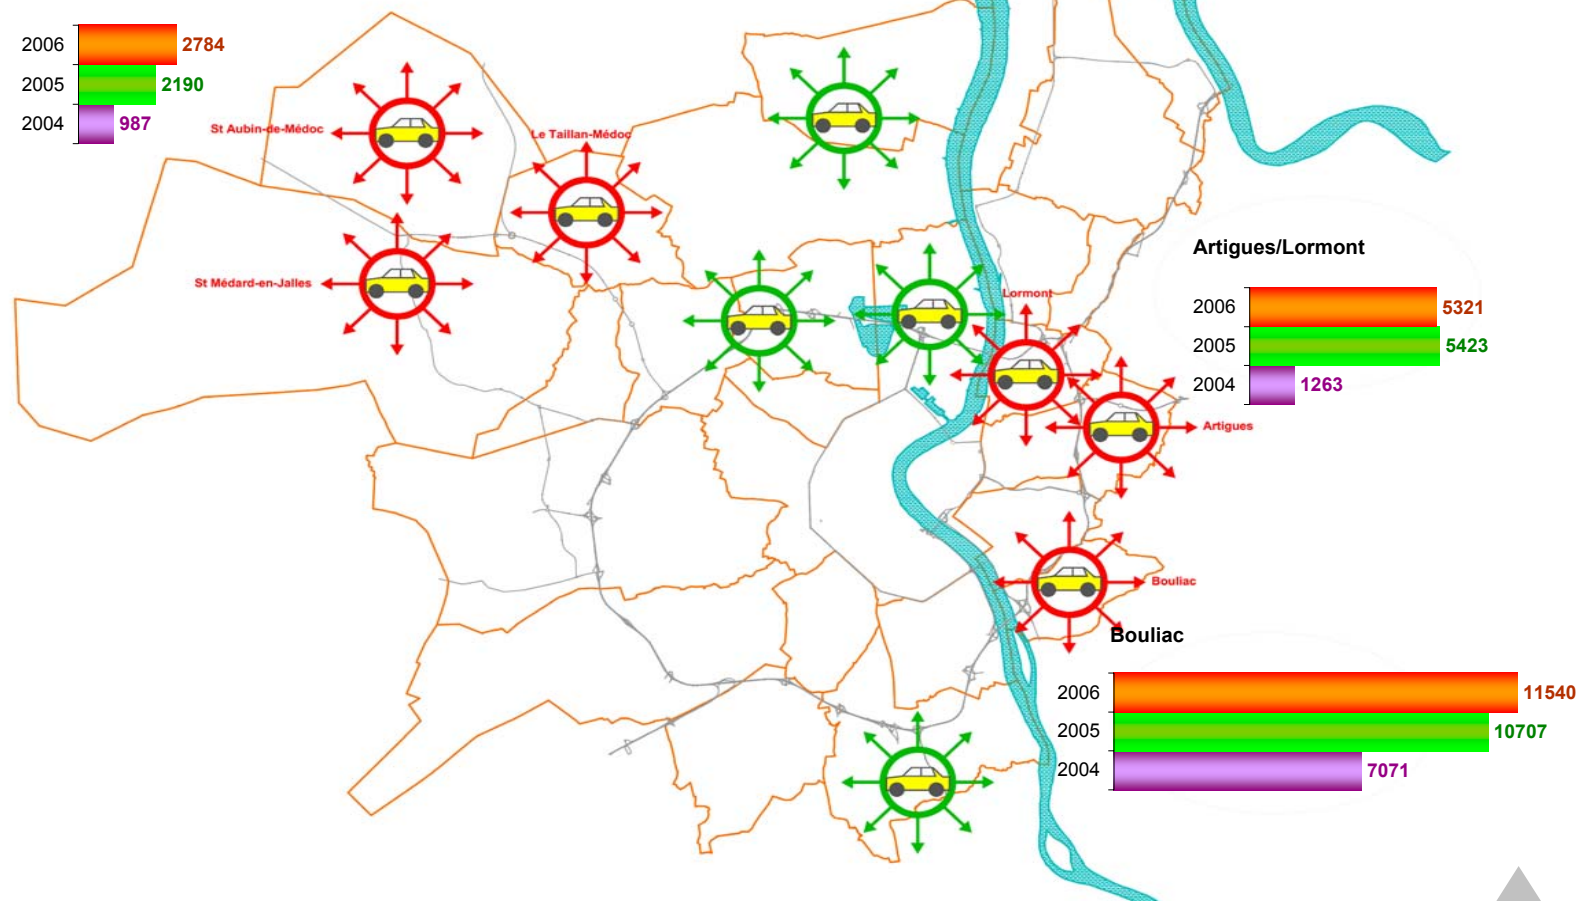 2006 2784
2005 2190
2004 987
St Aubin-de-Médoc
Le Taillan-Médoc
St Médard-en-Jalles
Artigues/Lormont
2006 5321
2005 5423
2004 1263
Lormont
Artigues
Bouliac
Bouliac
2006 11540
2005 10707
2004 7071